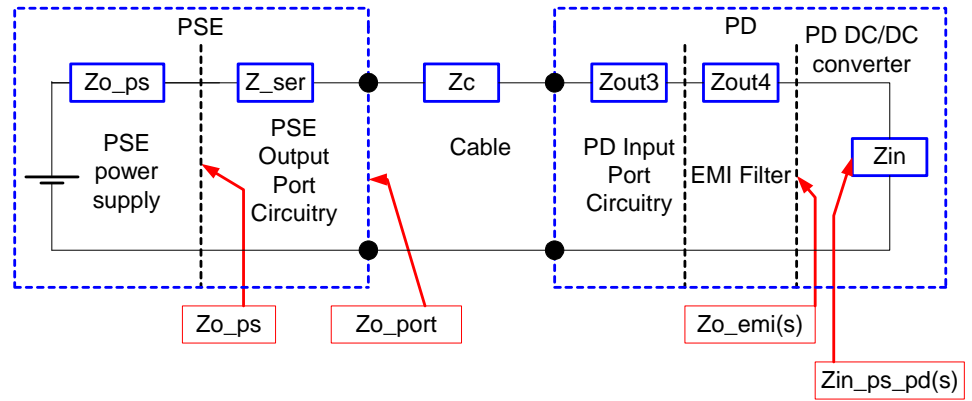 PSE
PD
PD DC/DC
converter
Zo_ps
Z_ser
Zc
Zout3
Zout4
Zin
PSE
power
supply
PSE
Output
Port
Circuitry
Cable
PD Input
Port
Circuitry
EMI Filter
Zo_ps
Zo_port
Zo_emi(s)
Zin_ps_pd(s)